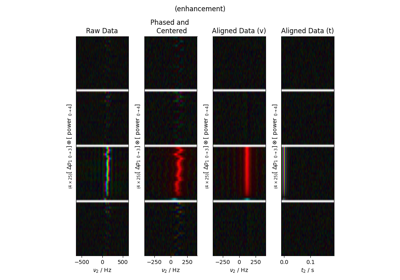 (enhancement)
Raw Data
Phased and
Centered
Aligned Data (v)
Aligned Data (t)
−500 0 500
−250 0 250
−250 0 250
0.0 0.1
ν₂ / Hz
ν₂ / Hz
ν₂ / Hz
t₂ / s